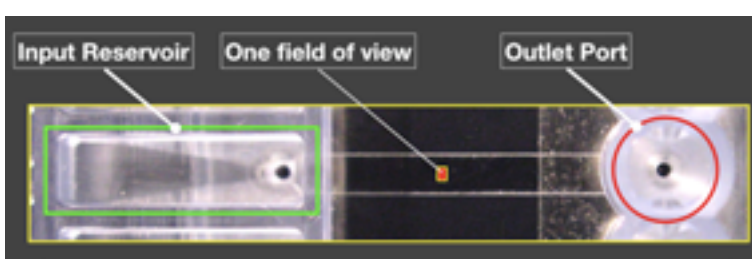 Input Reservoir
One field of view
Outlet Port